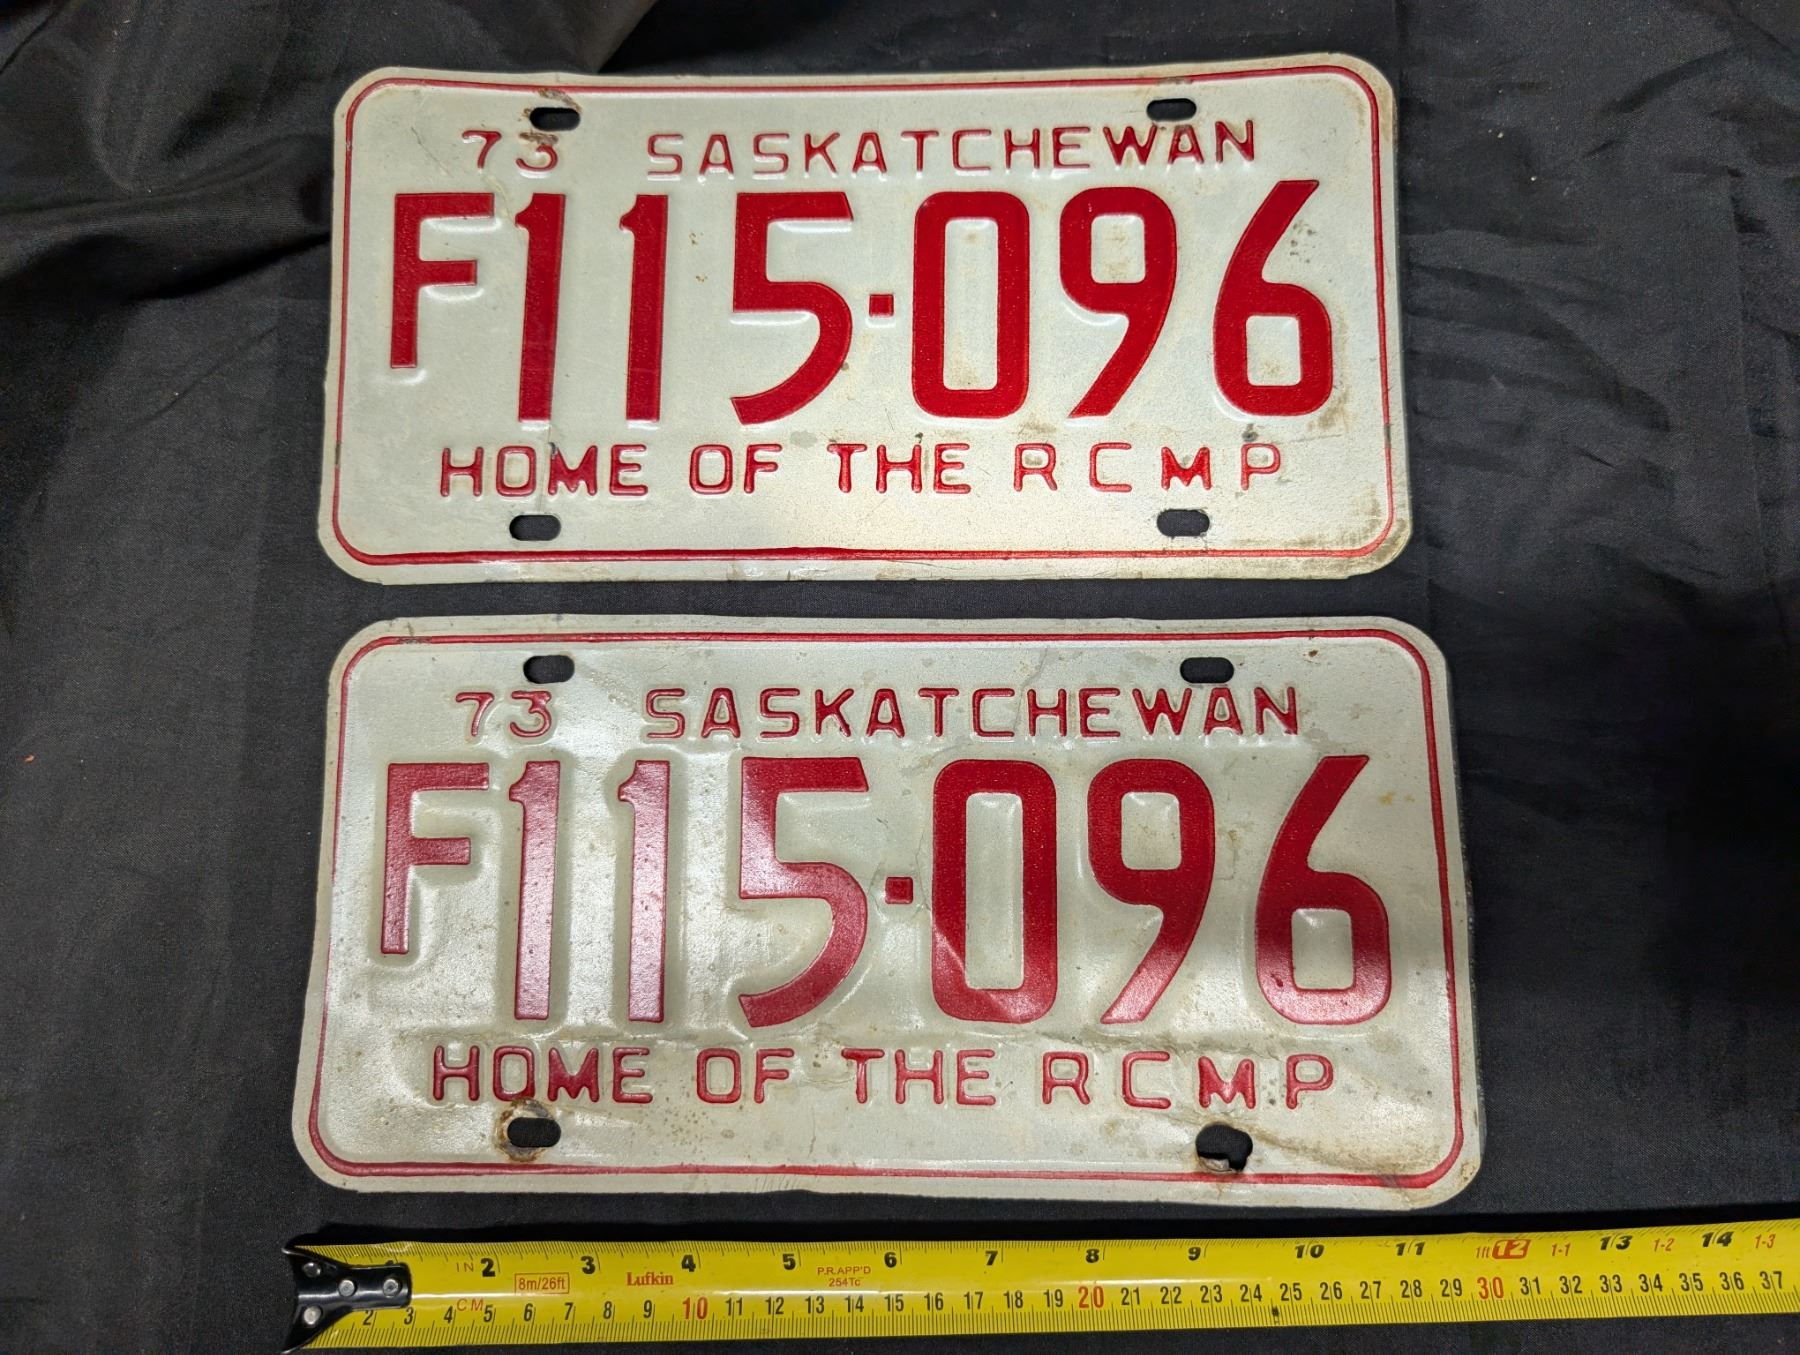 73 SASKATCHEWAN
F115·096
HOME OF THE RCMP
73 SASKATCHEWAN
F115·096
HOME OF THE RCMP
IN 2 3 4 5 6 7 8 9 10 11 1ft 12 1-1 13 1-2 14 1-3
8m/26ft Lufkin P.R.APP'D
254Tc
CM 2 3 4 5 6 7 8 9 10 11 12 13 14 15 16 17 18 19 20 21 22 23 24 25 26 27 28 29 30 31 32 33 34 35 36 37